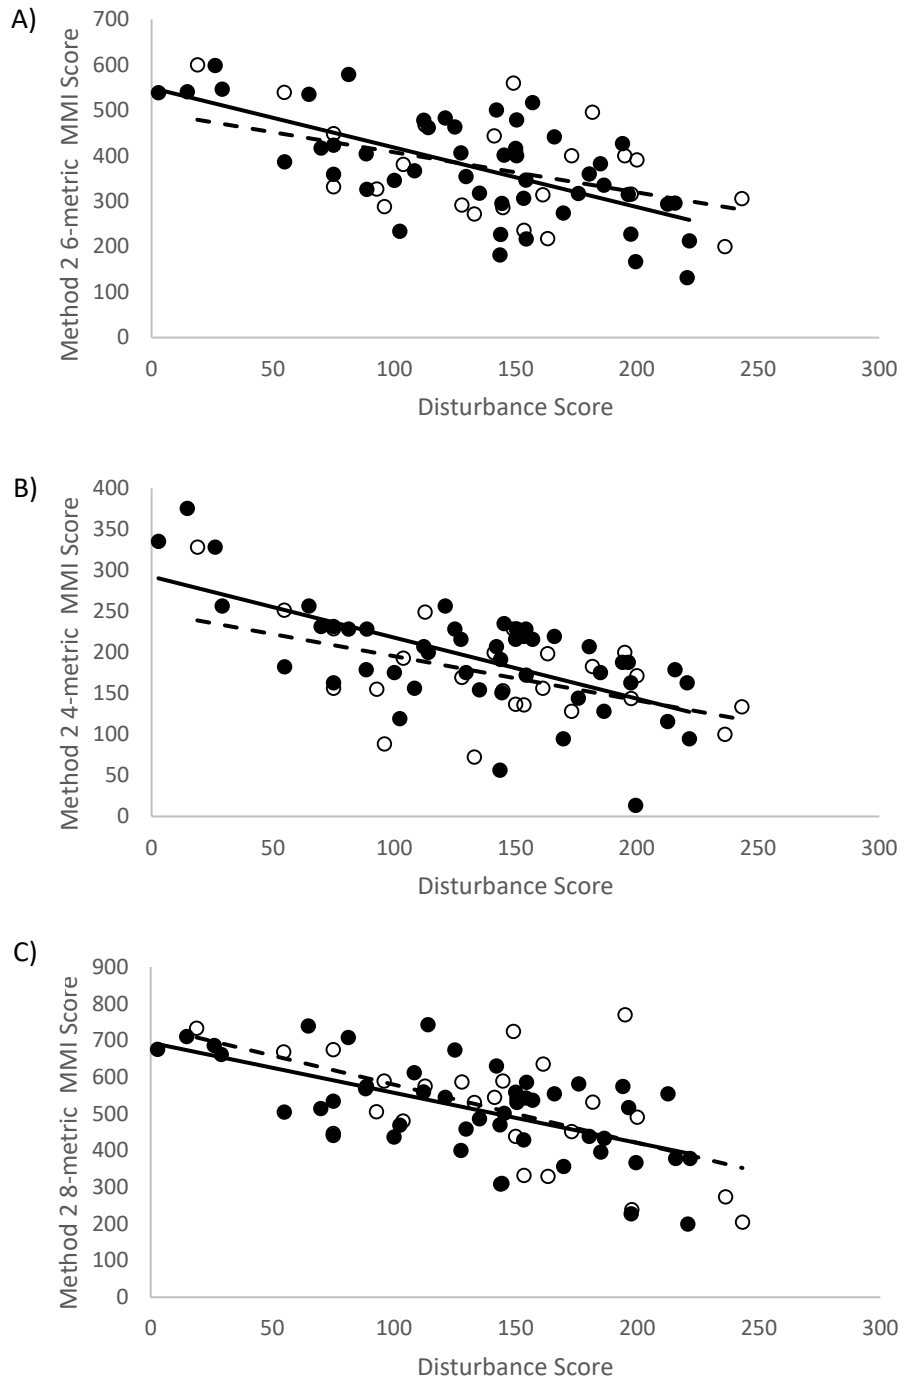 A)
Method 2 6-metric  MMI Score
700
600
500
400
300
200
100
0
0 50 100 150 200 250 300
Disturbance Score
B)
Method 2 4-metric  MMI Score
400
350
300
250
200
150
100
50
0
0 50 100 150 200 250 300
Disturbance Score
C)
Method 2 8-metric  MMI Score
900
800
700
600
500
400
300
200
100
0
0 50 100 150 200 250 300
Disturbance Score